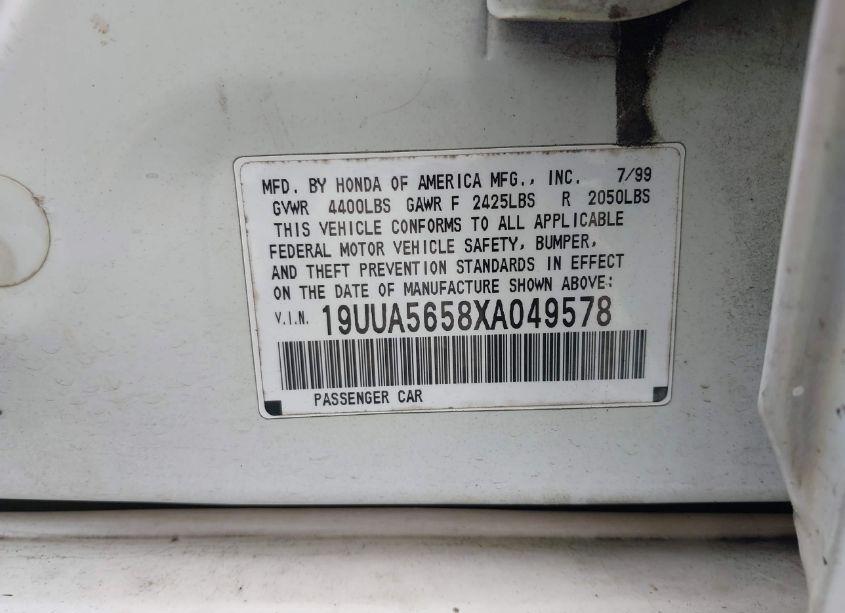 MFD. BY HONDA OF AMERICA MFG., INC. 7/99
GVWR 4400LBS GAWR F 2425LBS R 2050LBS
THIS VEHICLE CONFORMS TO ALL APPLICABLE
FEDERAL MOTOR VEHICLE SAFETY, BUMPER,
AND THEFT PREVENTION STANDARDS IN EFFECT
ON THE DATE OF MANUFACTURE SHOWN ABOVE:
V.I.N. 19UUA5658XA049578
PASSENGER CAR